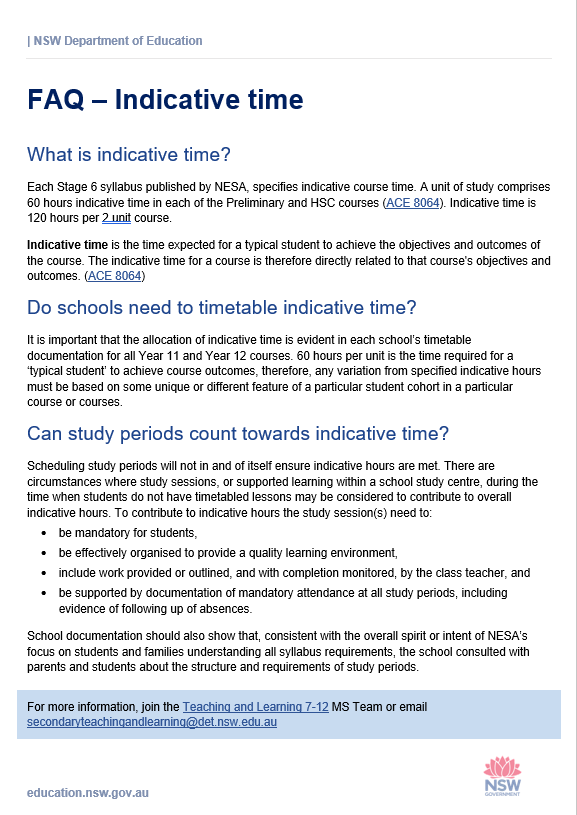 | NSW Department of Education
FAQ – Indicative time
What is indicative time?
Each Stage 6 syllabus published by NESA, specifies indicative course time. A unit of study comprises
60 hours indicative time in each of the Preliminary and HSC courses (ACE 8064). Indicative time is
120 hours per 2 unit course.
Indicative time is the time expected for a typical student to achieve the objectives and outcomes of
the course. The indicative time for a course is therefore directly related to that course's objectives and
outcomes. (ACE 8064)
Do schools need to timetable indicative time?
It is important that the allocation of indicative time is evident in each school's timetable
documentation for all Year 11 and Year 12 courses. 60 hours per unit is the time required for a
'typical student' to achieve course outcomes, therefore, any variation from specified indicative hours
must be based on some unique or different feature of a particular student cohort in a particular
course or courses.
Can study periods count towards indicative time?
Scheduling study periods will not in and of itself ensure indicative hours are met. There are
circumstances where study sessions, or supported learning within a school study centre, during the
time when students do not have timetabled lessons may be considered to contribute to overall
indicative hours. To contribute to indicative hours the study session(s) need to:
• be mandatory for students,
• be effectively organised to provide a quality learning environment,
• include work provided or outlined, and with completion monitored, by the class teacher, and
• be supported by documentation of mandatory attendance at all study periods, including
evidence of following up of absences.
School documentation should also show that, consistent with the overall spirit or intent of NESA's
focus on students and families understanding all syllabus requirements, the school consulted with
parents and students about the structure and requirements of study periods.
For more information, join the Teaching and Learning 7-12 MS Team or email
secondaryteachingandlearning@det.nsw.edu.au
education.nsw.gov.au
NSW
GOVERNMENT